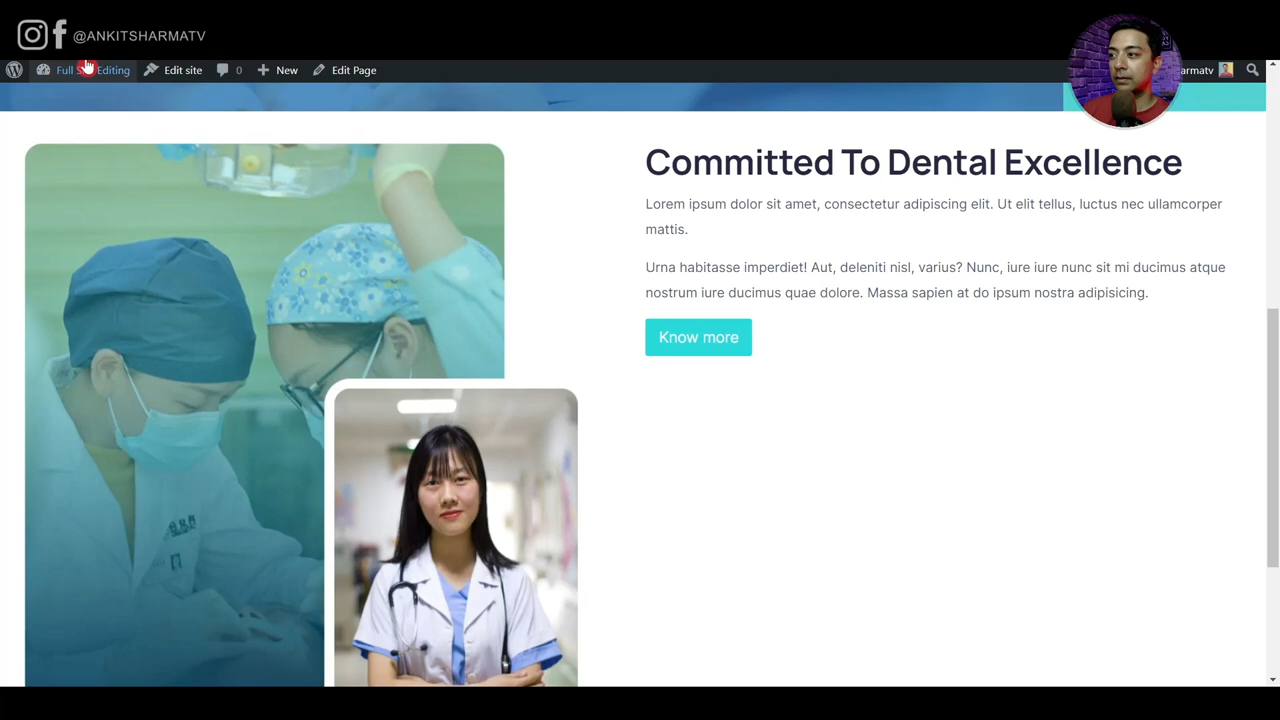 @ANKITSHARMATV
Full Editing Edit site 0 New Edit Page armatv
Committed To Dental Excellence
Lorem ipsum dolor sit amet, consectetur adipiscing elit. Ut elit tellus, luctus nec ullamcorper
mattis.
Urna habitasse imperdiet! Aut, deleniti nisl, varius? Nunc, iure iure nunc sit mi ducimus atque
nostrum iure ducimus quae dolore. Massa sapien at do ipsum nostra adipisicing.
Know more